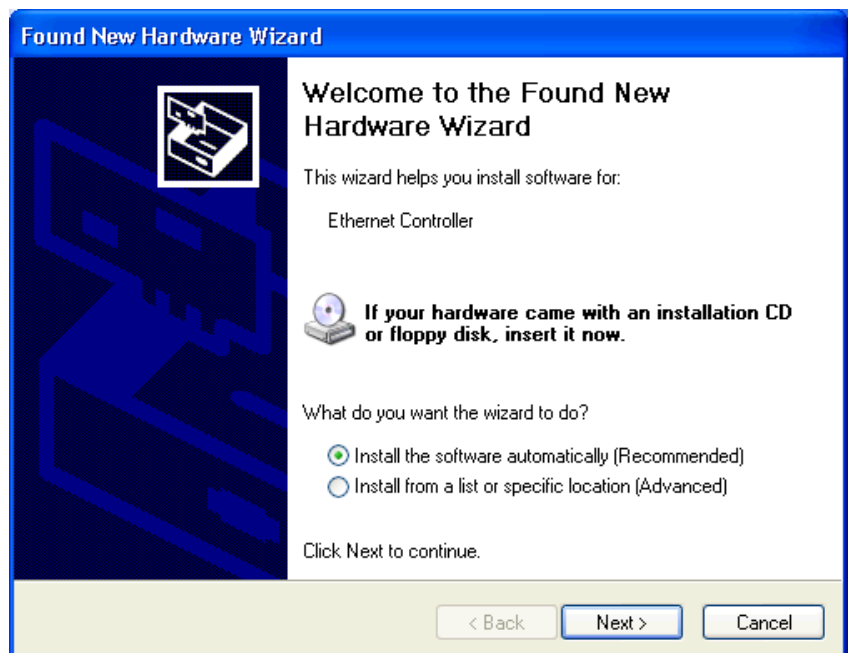 Found New Hardware Wizard
Welcome to the Found New
Hardware Wizard
This wizard helps you install software for:
Ethernet Controller
If your hardware came with an installation CD
or floppy disk, insert it now.
What do you want the wizard to do?
Install the software automatically (Recommended)
Install from a list or specific location (Advanced)
Click Next to continue.
< Back
Next >
Cancel